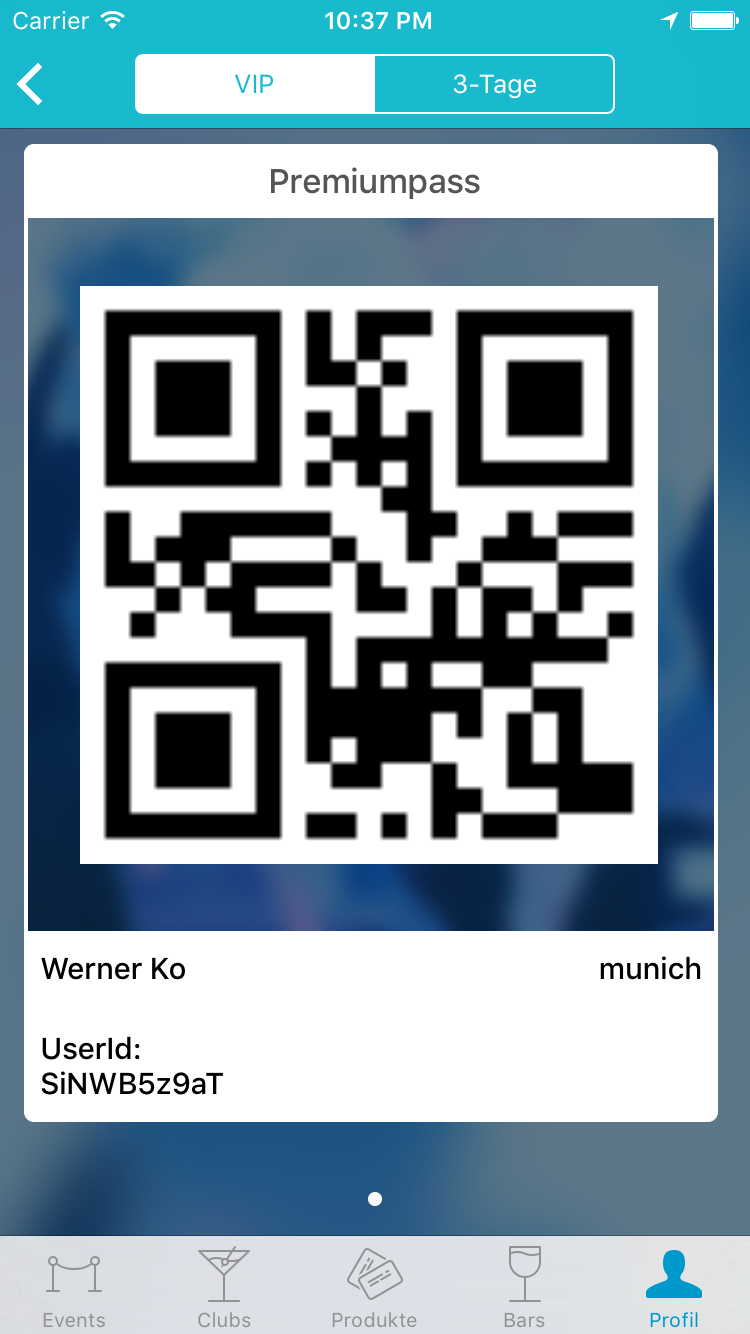 Carrier 10:37 PM
VIP 3-Tage
Premiumpass
Werner Ko munich
UserId:
SiNWB5z9aT
Events Clubs Produkte Bars Profil